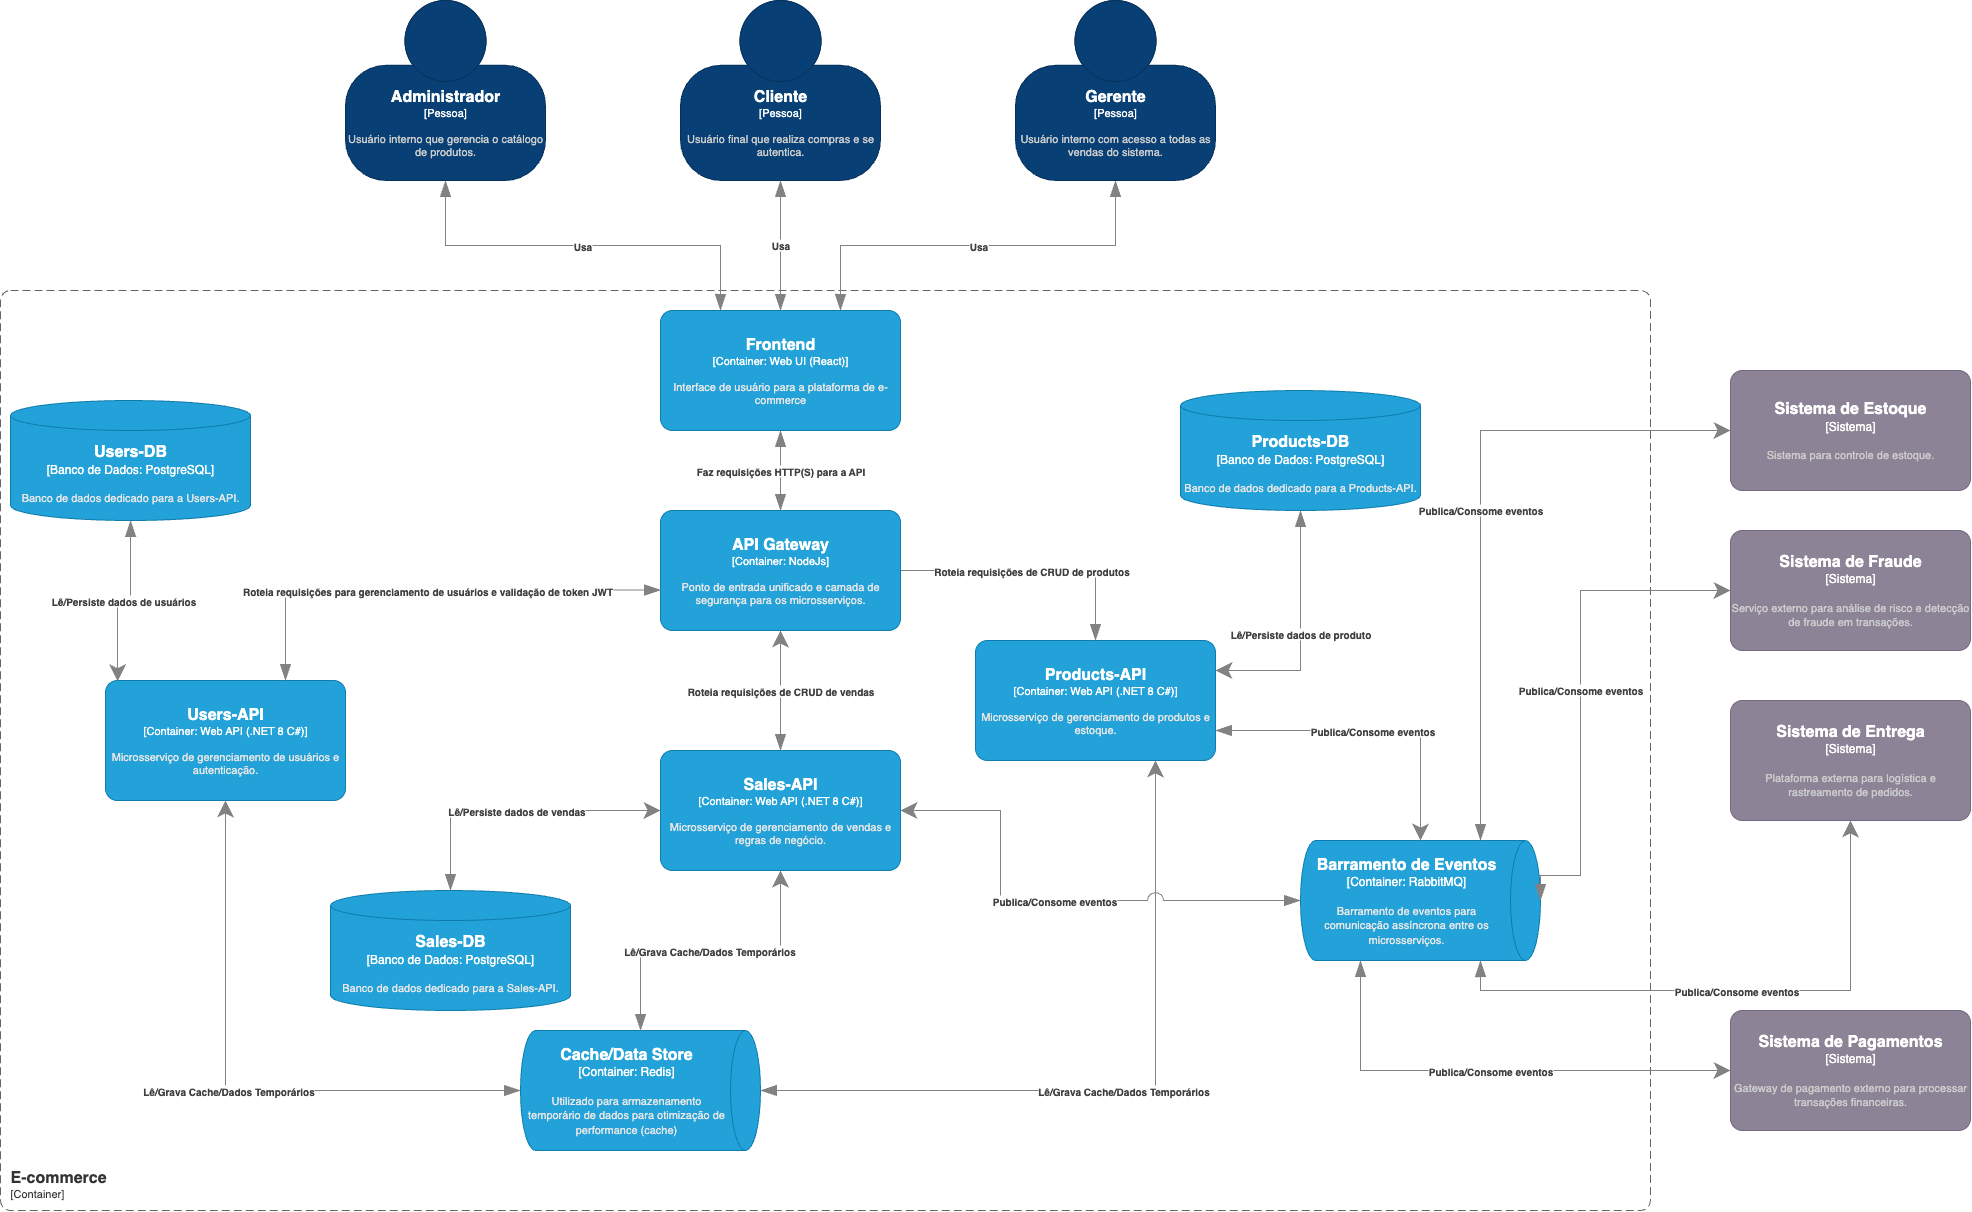 Administrador
[Pessoa]
Usuário interno que gerencia o catálogo
de produtos.
Cliente
[Pessoa]
Usuário final que realiza compras e se
autentica.
Gerente
[Pessoa]
Usuário interno com acesso a todas as
vendas do sistema.
Usa
Usa
Usa
Frontend
[Container: Web UI (React)]
Interface de usuário para a plataforma de e-
commerce
Users-DB
[Banco de Dados: PostgreSQL]
Banco de dados dedicado para a Users-API.
Products-DB
[Banco de Dados: PostgreSQL]
Banco de dados dedicado para a Products-API.
Sistema de Estoque
[Sistema]
Sistema para controle de estoque.
Faz requisições HTTP(S) para a API
Publica/Consome eventos
API Gateway
[Container: NodeJs]
Ponto de entrada unificado e camada de
segurança para os microsserviços.
Roteia requisições de CRUD de produtos
Sistema de Fraude
[Sistema]
Serviço externo para análise de risco e detecção
de fraude em transações.
Lê/Persiste dados de usuários
Roteia requisições para gerenciamento de usuários e validação de token JWT
Lê/Persiste dados de produto
Users-API
[Container: Web API (.NET 8 C#)]
Microsserviço de gerenciamento de usuários e
autenticação.
Roteia requisições de CRUD de vendas
Products-API
[Container: Web API (.NET 8 C#)]
Microsserviço de gerenciamento de produtos e
estoque.
Publica/Consome eventos
Publica/Consome eventos
Sistema de Entrega
[Sistema]
Plataforma externa para logística e
rastreamento de pedidos.
Sales-API
[Container: Web API (.NET 8 C#)]
Microsserviço de gerenciamento de vendas e
regras de negócio.
Lê/Persiste dados de vendas
Barramento de Eventos
[Container: RabbitMQ]
Barramento de eventos para
comunicação assíncrona entre os
microsserviços.
Publica/Consome eventos
Sales-DB
[Banco de Dados: PostgreSQL]
Banco de dados dedicado para a Sales-API.
Lê/Grava Cache/Dados Temporários
Publica/Consome eventos
Cache/Data Store
[Container: Redis]
Utilizado para armazenamento
temporário de dados para otimização de
performance (cache)
Lê/Grava Cache/Dados Temporários
Lê/Grava Cache/Dados Temporários
Publica/Consome eventos
Sistema de Pagamentos
[Sistema]
Gateway de pagamento externo para processar
transações financeiras.
E-commerce
[Container]